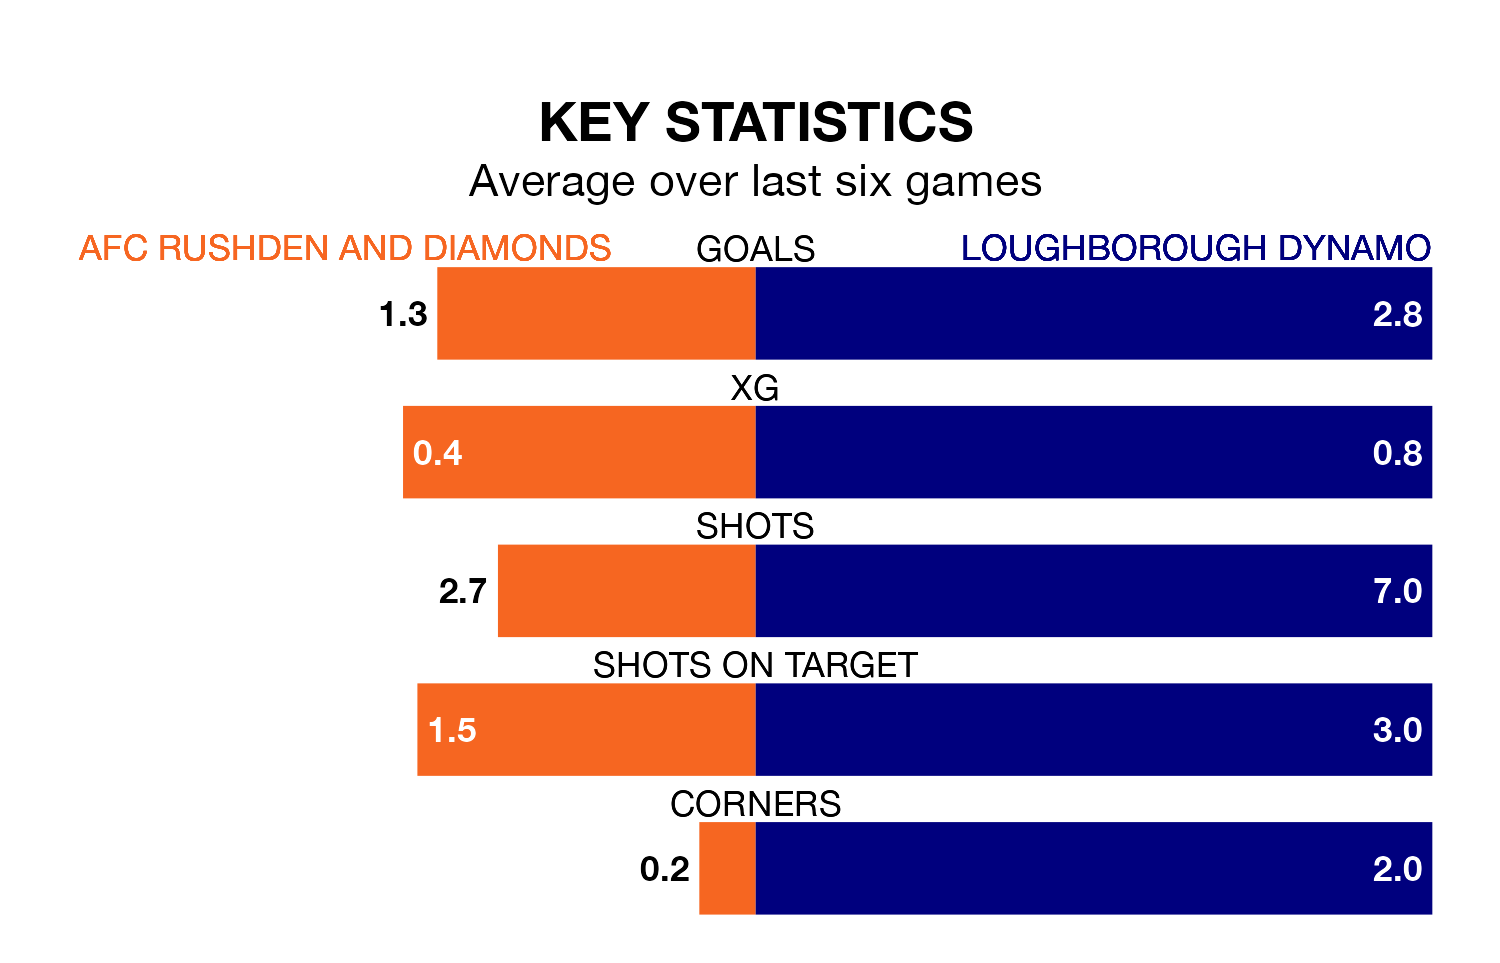 KEY STATISTICS
Average over last six games
AFC RUSHDEN AND DIAMONDS GOALS LOUGHBOROUGH DYNAMO
1.3 2.8
XG
0.4 0.8
SHOTS
2.7 7.0
SHOTS ON TARGET
1.5 3.0
CORNERS
0.2 2.0